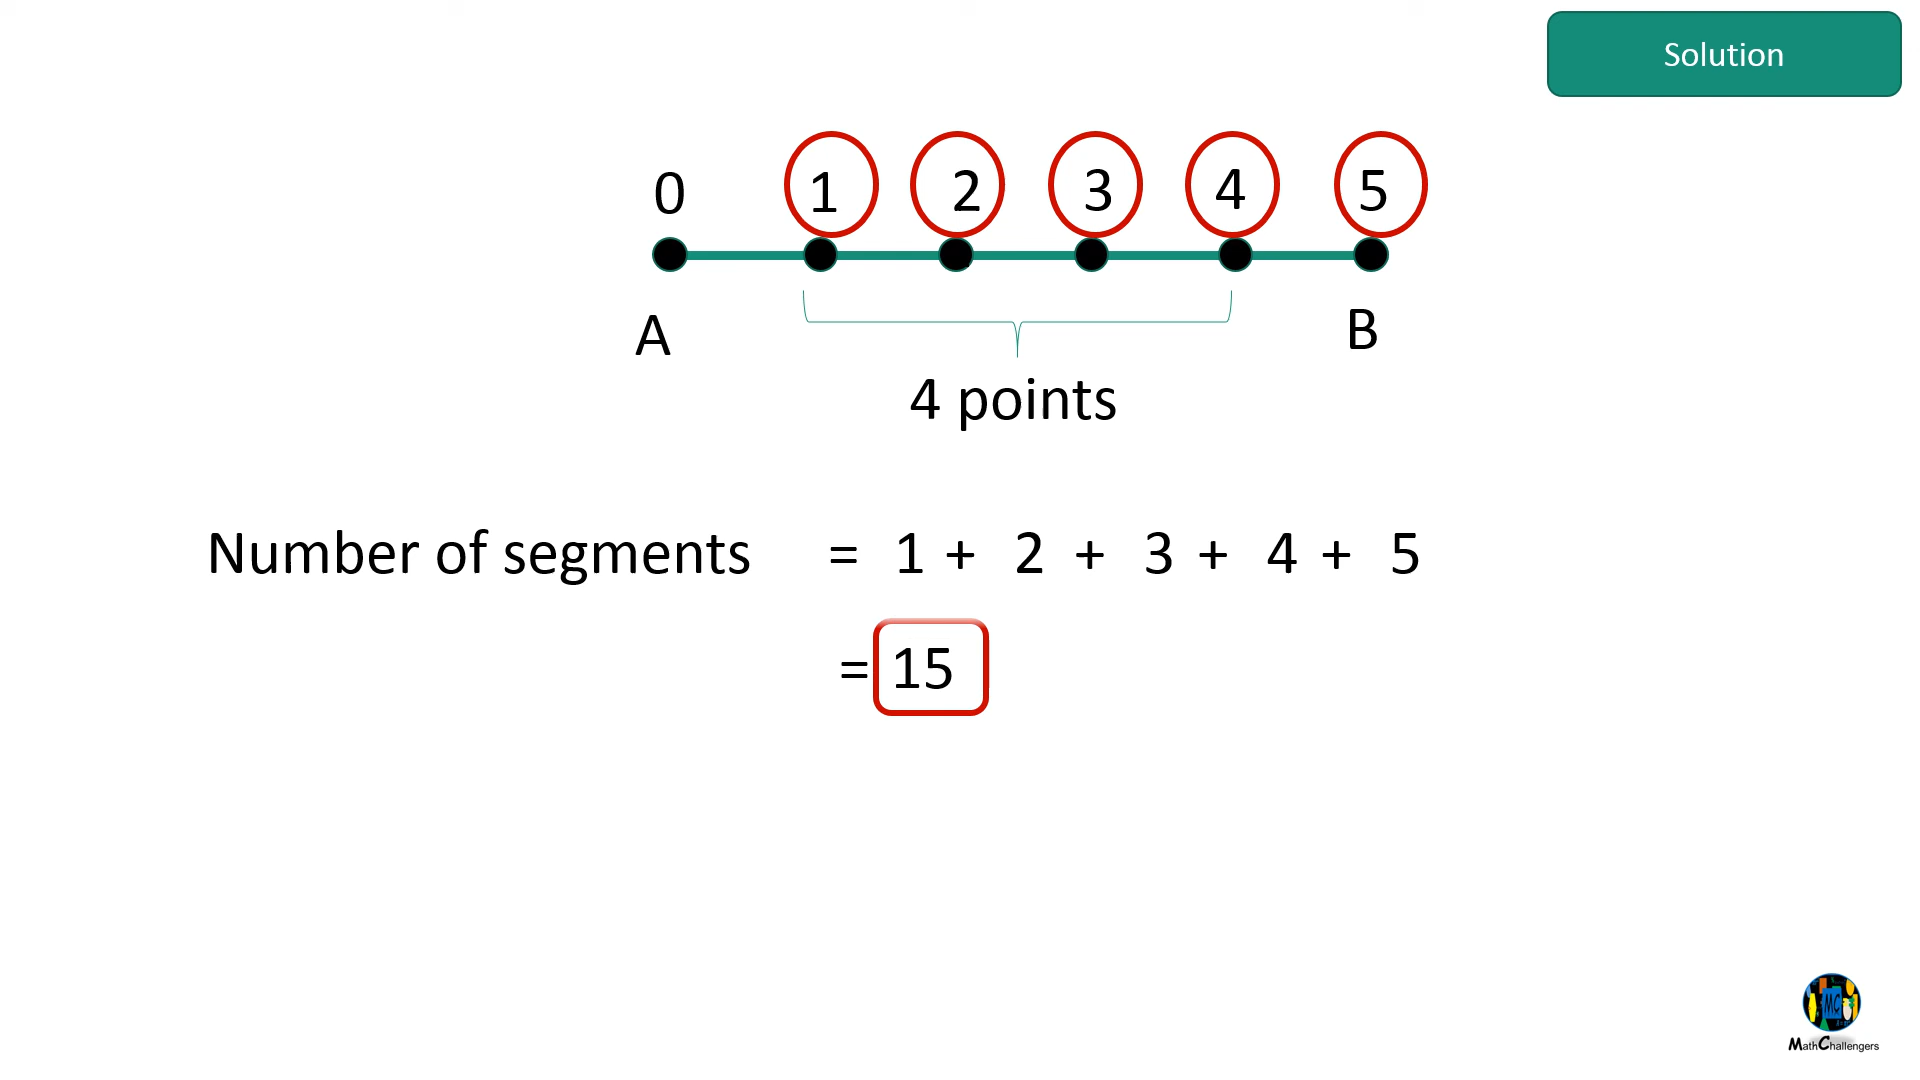 Solution
0 1 2 3 4 5
A B
4 points
Number of segments = 1 + 2 + 3 + 4 + 5
= 15
MC
MathChallengers